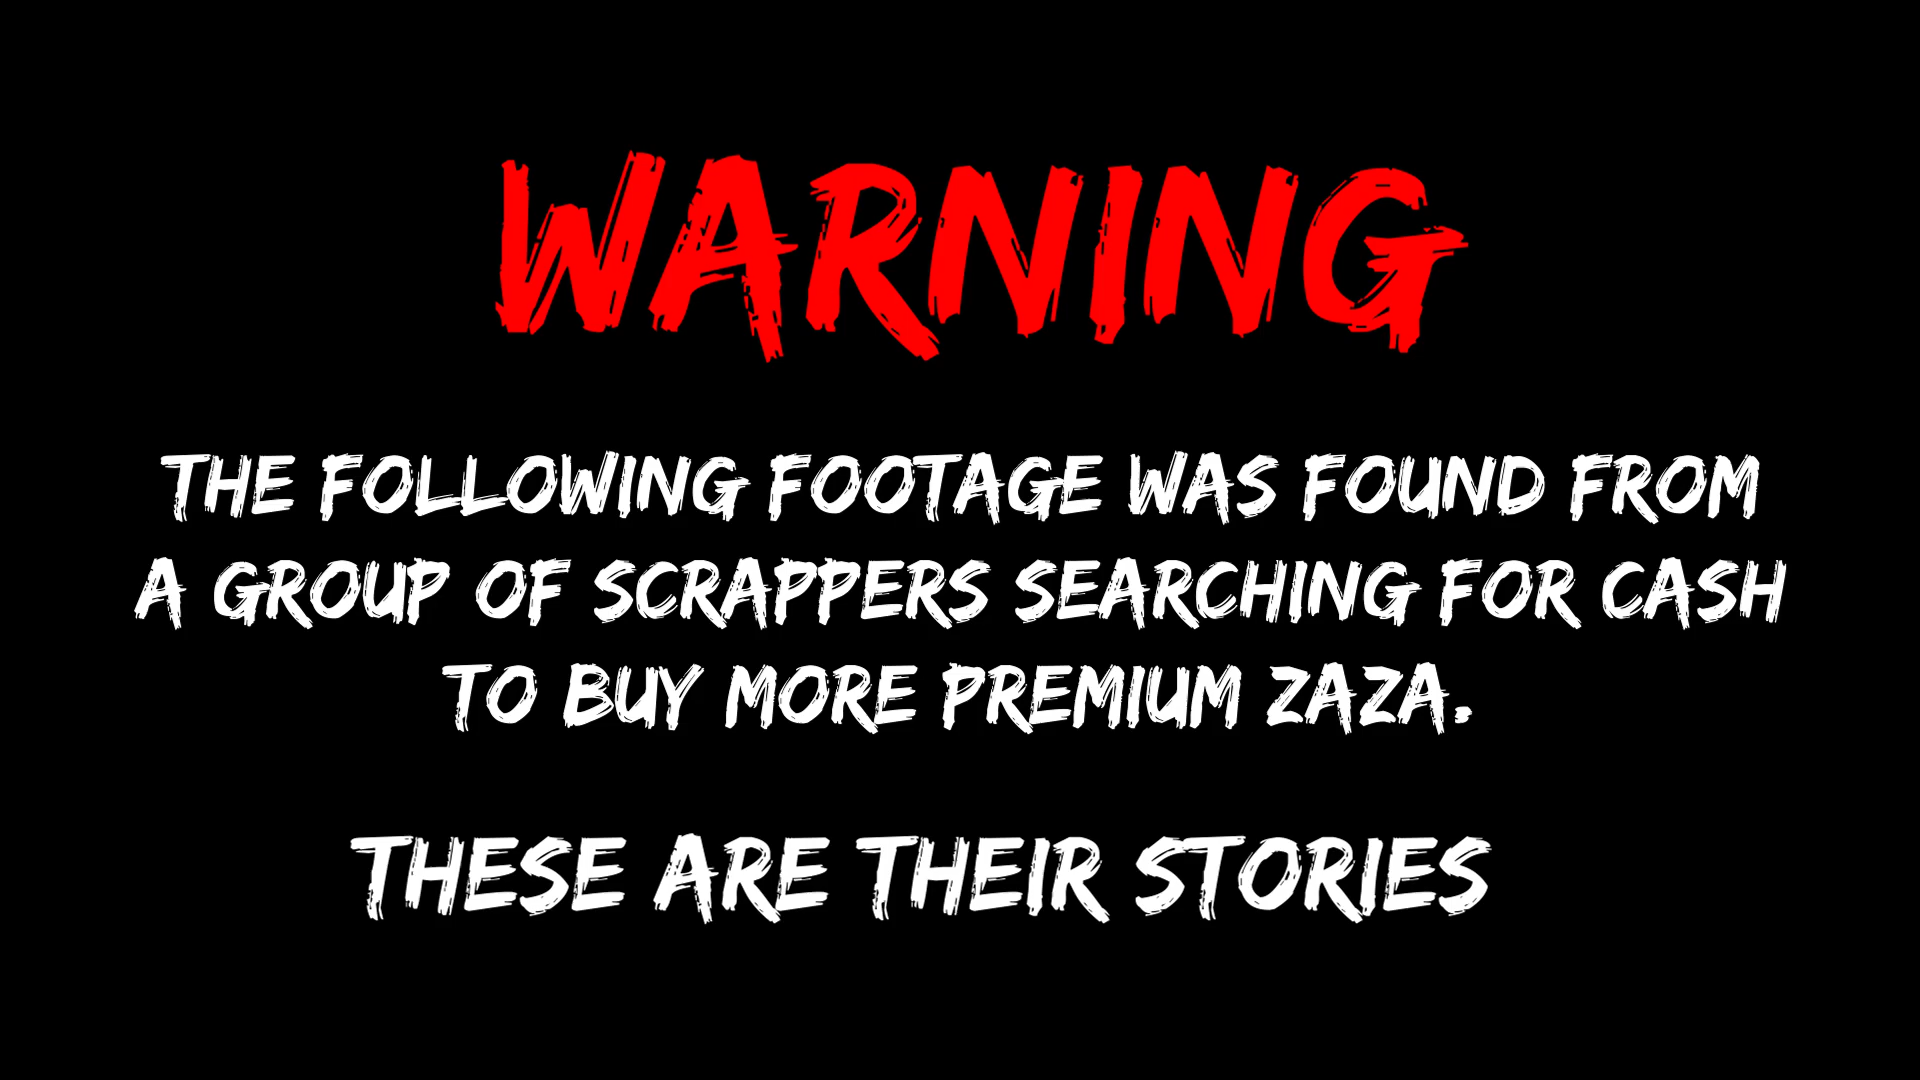 WARNING
THE FOLLOWING FOOTAGE WAS FOUND FROM
A GROUP OF SCRAPPERS SEARCHING FOR CASH
TO BUY MORE PREMIUM ZAZA.
THESE ARE THEIR STORIES